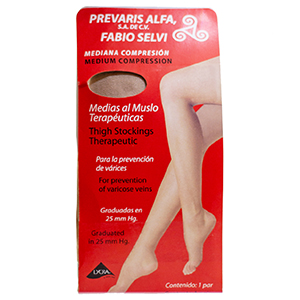 PREVARIS ALFA,
S.A. DE C.V.
FABIO SELVI
MEDIANA COMPRESIÓN
MEDIUM COMPRESSION
Medias al Muslo
Terapéuticas
Thigh Stockings
Therapeutic
Para la prevención
de várices
For prevention
of varicose veins
Graduadas en
25 mm Hg.
Graduated
in 25 mm Hg.
LYCRA
Contenido: 1 par